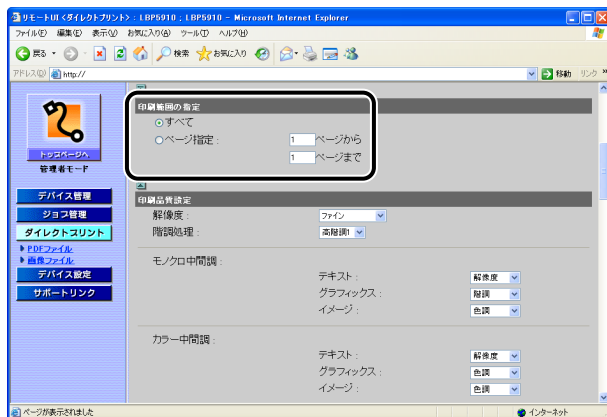 リモートUI <ダイレクトプリント> : LBP5910 ; LBP5910 - Microsoft Internet Explorer
ファイル(F) 編集(E) 表示(V) お気に入り(A) ツール(T) ヘルプ(H)
戻る 検索 お気に入り
アドレス(D) http:// 移動 リンク »
トップページへ
管理者モード
デバイス管理
ジョブ管理
ダイレクトプリント
PDFファイル
画像ファイル
デバイス設定
サポートリンク
印刷範囲の指定
すべて
ページ指定 : 1 ページから
1 ページまで
印刷品質設定
解像度 : ファイン
階調処理 : 高階調1
モノクロ中間調 :
テキスト : 解像度
グラフィックス : 階調
イメージ : 色調
カラー中間調 :
テキスト : 解像度
グラフィックス : 色調
イメージ : 色調
ページが表示されました インターネット